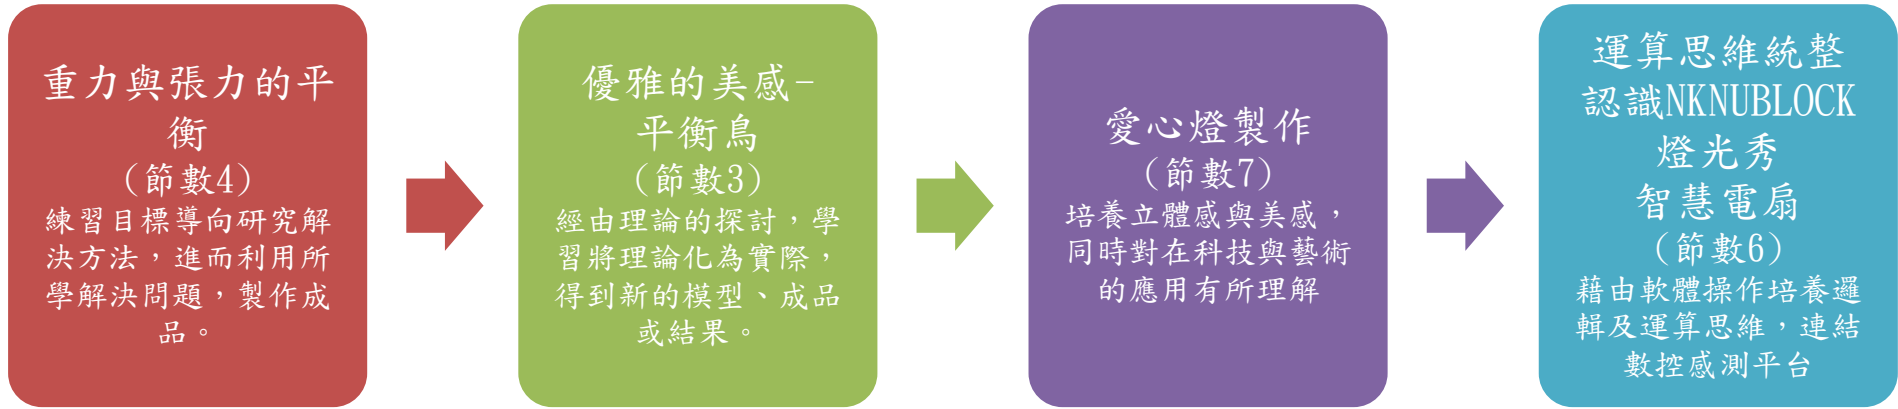 重力與張力的平
衡
(節數4)
練習目標導向研究解
決方法，進而利用所
學解決問題，製作成
品。
優雅的美感-
平衡鳥
(節數3)
經由理論的探討，學
習將理論化為實際，
得到新的模型、成品
或結果。
愛心燈製作
(節數7)
培養立體感與美感，
同時對在科技與藝術
的應用有所理解
運算思維統整
認識NKNUBLOCK
燈光秀
智慧電扇
(節數6)
藉由軟體操作培養邏
輯及運算思維，連結
數控感測平台